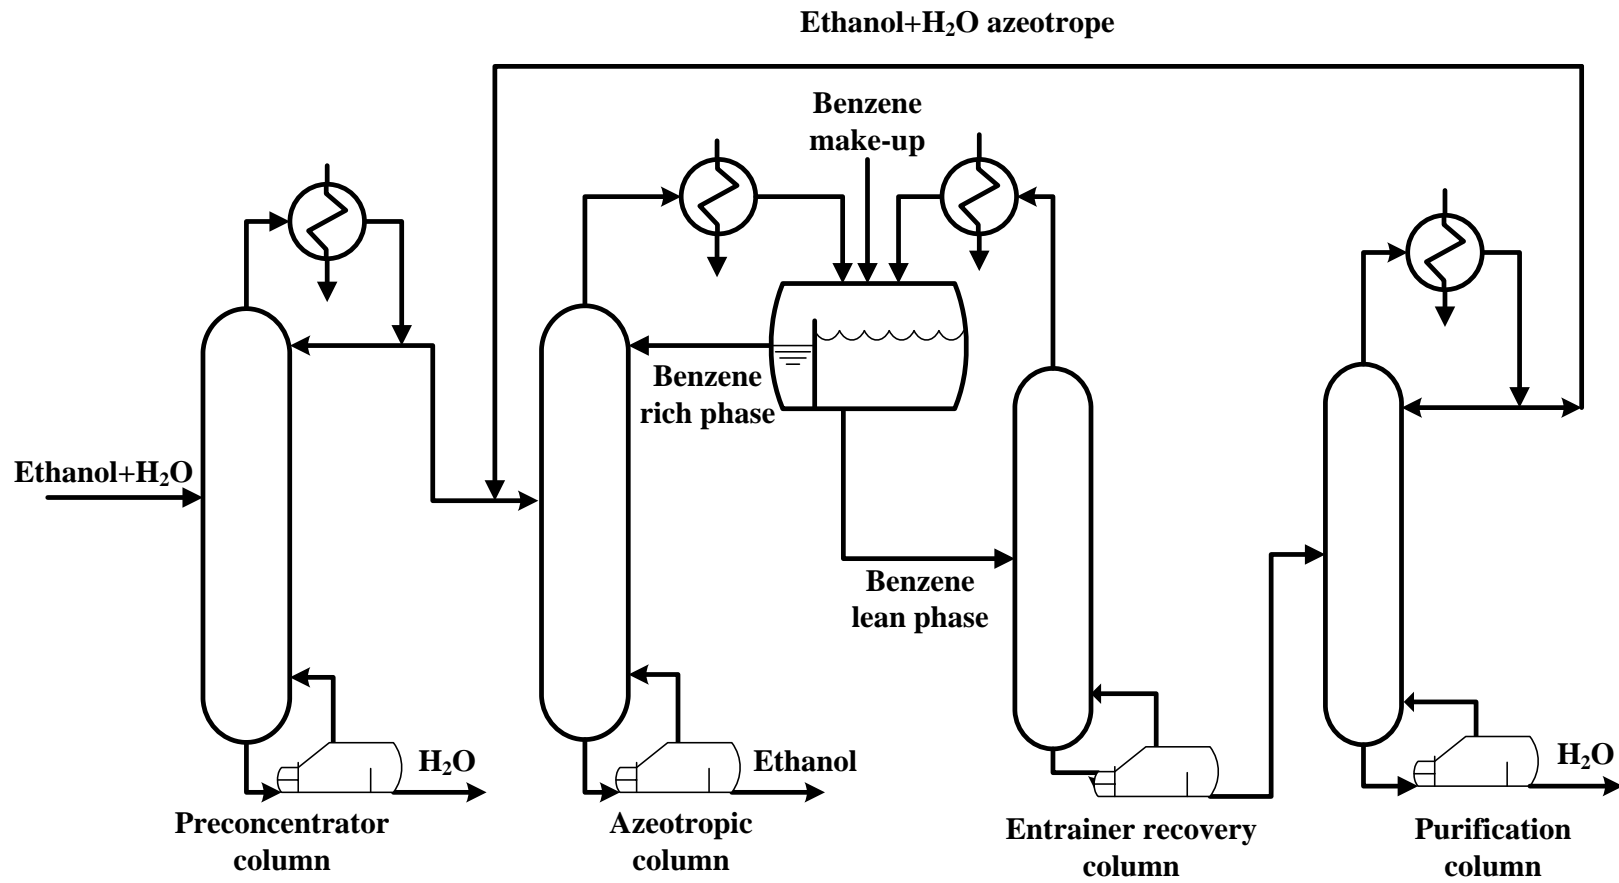 Ethanol+H₂O azeotrope
Benzene
make-up
Benzene
rich phase
Ethanol+H₂O
Benzene
lean phase
H₂O
Ethanol
H₂O
Preconcentrator
column
Azeotropic
column
Entrainer recovery
column
Purification
column